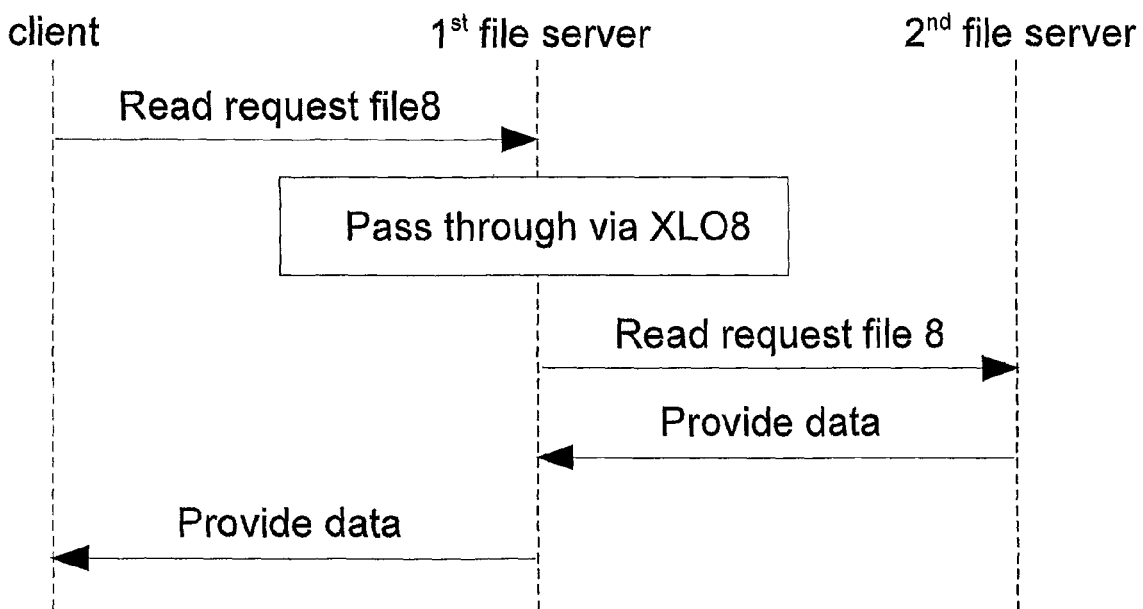 client
1st file server
2nd file server
Read request file8
Pass through via XLO8
Read request file 8
Provide data
Provide data